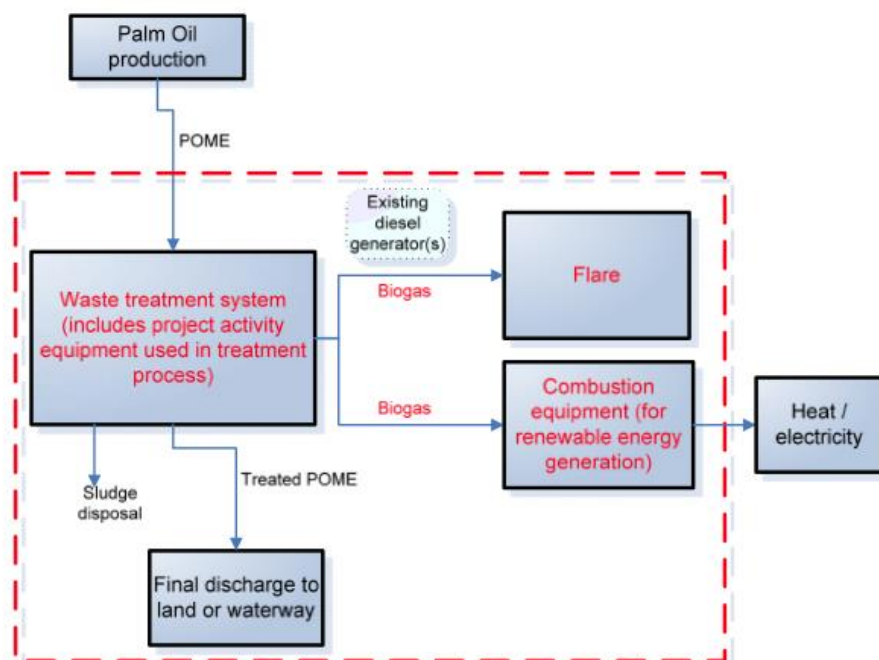 Palm Oil
production
POME
Existing
diesel
generator(s)
Waste treatment system
(includes project activity
equipment used in treatment
process)
Biogas
Flare
Biogas
Combustion
equipment (for
renewable energy
generation)
Heat /
electricity
Sludge
disposal
Treated POME
Final discharge to
land or waterway